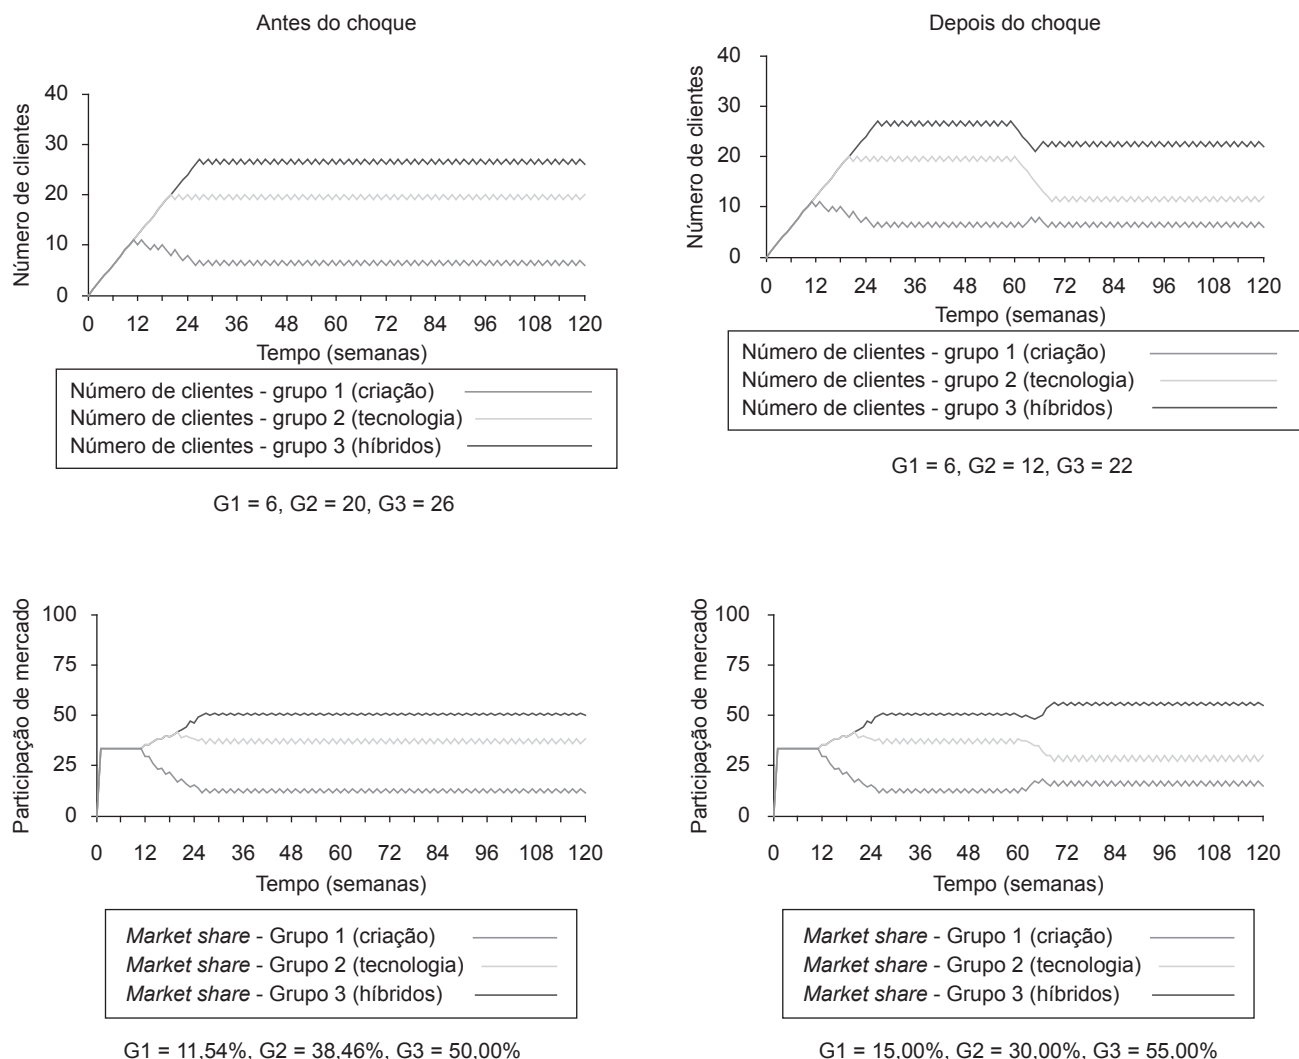 Antes do choque
Número de clientes
40
30
20
10
0
0 12 24 36 48 60 72 84 96 108 120
Tempo (semanas)
Número de clientes - grupo 1 (criação)
Número de clientes - grupo 2 (tecnologia)
Número de clientes - grupo 3 (híbridos)
G1 = 6, G2 = 20, G3 = 26
Depois do choque
Número de clientes
40
30
20
10
0
0 12 24 36 48 60 72 84 96 108 120
Tempo (semanas)
Número de clientes - grupo 1 (criação)
Número de clientes - grupo 2 (tecnologia)
Número de clientes - grupo 3 (híbridos)
G1 = 6, G2 = 12, G3 = 22
Participação de mercado
100
75
50
25
0
0 12 24 36 48 60 72 84 96 108 120
Tempo (semanas)
Market share - Grupo 1 (criação)
Market share - Grupo 2 (tecnologia)
Market share - Grupo 3 (híbridos)
G1 = 11,54%, G2 = 38,46%, G3 = 50,00%
Participação de mercado
100
75
50
25
0
0 12 24 36 48 60 72 84 96 108 120
Tempo (semanas)
Market share - Grupo 1 (criação)
Market share - Grupo 2 (tecnologia)
Market share - Grupo 3 (híbridos)
G1 = 15,00%, G2 = 30,00%, G3 = 55,00%